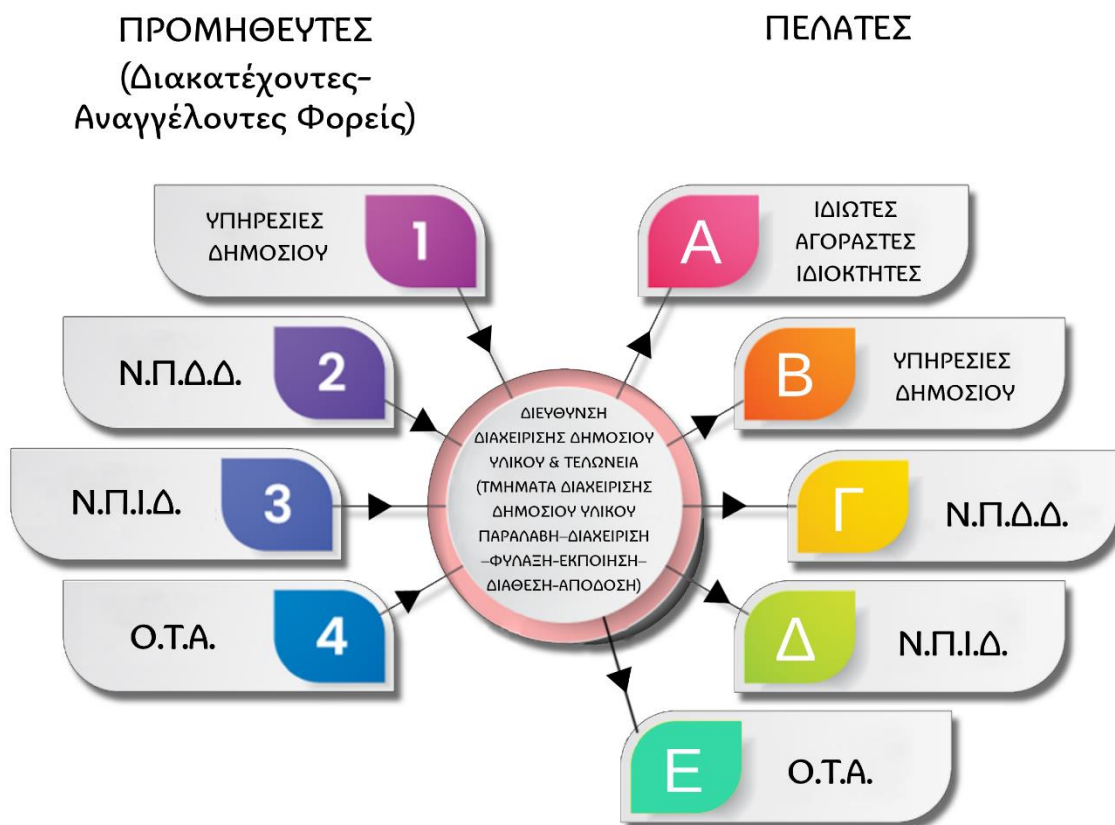 ΠΡΟΜΗΘΕΥΤΕΣ
(Διακατέχοντες-
Αναγγέλοντες Φορείς)
ΠΕΛΑΤΕΣ
ΥΠΗΡΕΣΙΕΣ
ΔΗΜΟΣΙΟΥ
1
Ν.Π.Δ.Δ.
2
Ν.Π.Ι.Δ.
3
Ο.Τ.Α.
4
ΔΙΕΥΘΥΝΣΗ
ΔΙΑΧΕΙΡΙΣΗΣ ΔΗΜΟΣΙΟΥ
ΥΛΙΚΟΥ & ΤΕΛΩΝΕΙΑ
(ΤΜΗΜΑΤΑ ΔΙΑΧΕΙΡΙΣΗΣ
ΔΗΜΟΣΙΟΥ ΥΛΙΚΟΥ
ΠΑΡΑΛΑΒΗ–ΔΙΑΧΕΙΡΙΣΗ
–ΦΥΛΑΞΗ-ΕΚΠΟΙΗΣΗ–
ΔΙΑΘΕΣΗ-ΑΠΟΔΟΣΗ)
Α
ΙΔΙΩΤΕΣ
ΑΓΟΡΑΣΤΕΣ
ΙΔΙΟΚΤΗΤΕΣ
Β
ΥΠΗΡΕΣΙΕΣ
ΔΗΜΟΣΙΟΥ
Γ
Ν.Π.Δ.Δ.
Δ
Ν.Π.Ι.Δ.
Ε
Ο.Τ.Α.